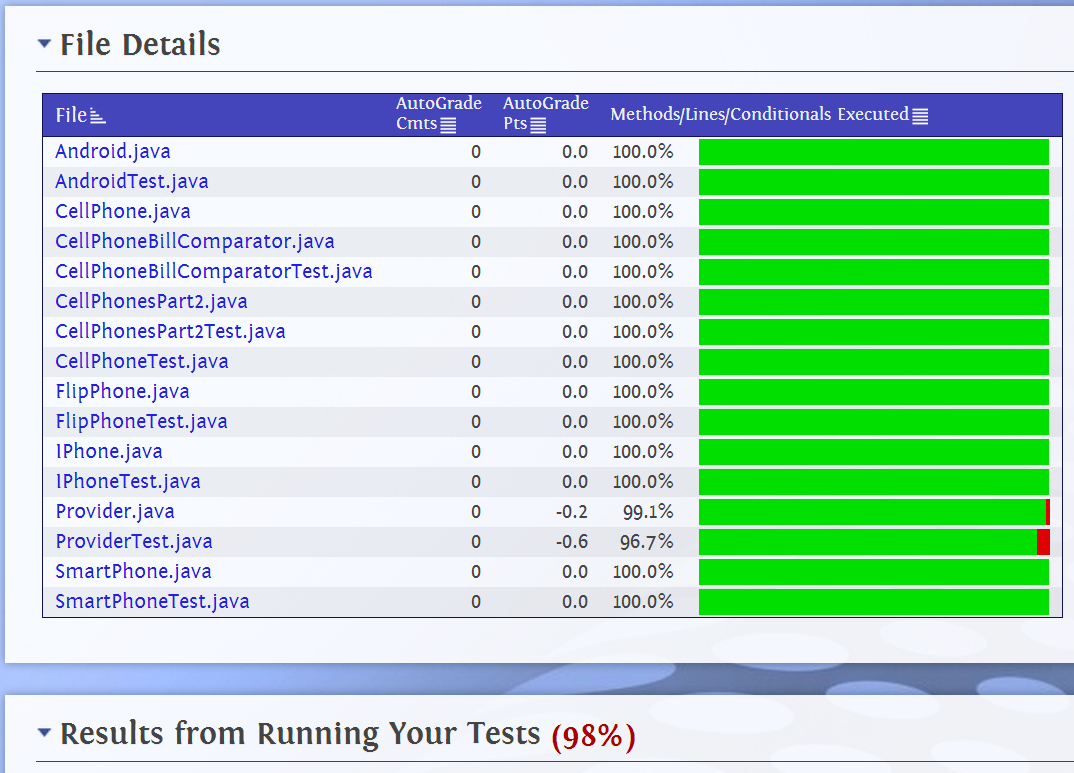 File Details
File AutoGrade Cmts AutoGrade Pts Methods/Lines/Conditionals Executed
Android.java 0 0.0 100.0%
AndroidTest.java 0 0.0 100.0%
CellPhone.java 0 0.0 100.0%
CellPhoneBillComparator.java 0 0.0 100.0%
CellPhoneBillComparatorTest.java 0 0.0 100.0%
CellPhonesPart2.java 0 0.0 100.0%
CellPhonesPart2Test.java 0 0.0 100.0%
CellPhoneTest.java 0 0.0 100.0%
FlipPhone.java 0 0.0 100.0%
FlipPhoneTest.java 0 0.0 100.0%
IPhone.java 0 0.0 100.0%
IPhoneTest.java 0 0.0 100.0%
Provider.java 0 -0.2 99.1%
ProviderTest.java 0 -0.6 96.7%
SmartPhone.java 0 0.0 100.0%
SmartPhoneTest.java 0 0.0 100.0%
Results from Running Your Tests (98%)